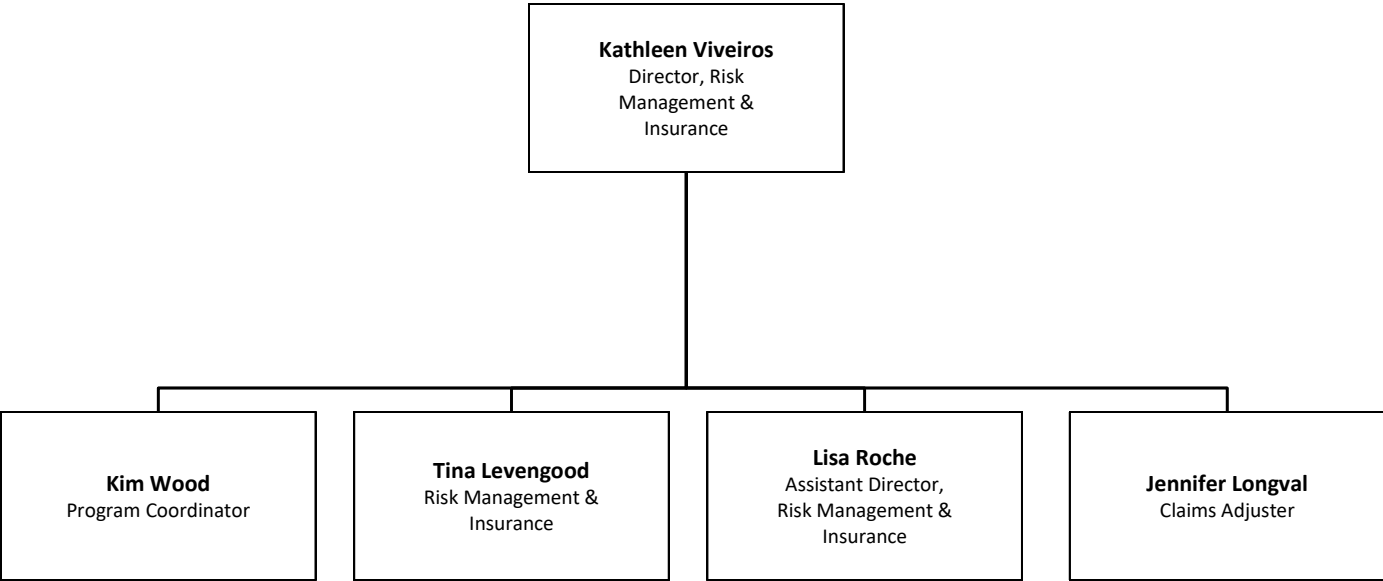 Kathleen Viveiros
Director, Risk
Management &
Insurance
Kim Wood
Program Coordinator
Tina Levengood
Risk Management &
Insurance
Lisa Roche
Assistant Director,
Risk Management &
Insurance
Jennifer Longval
Claims Adjuster